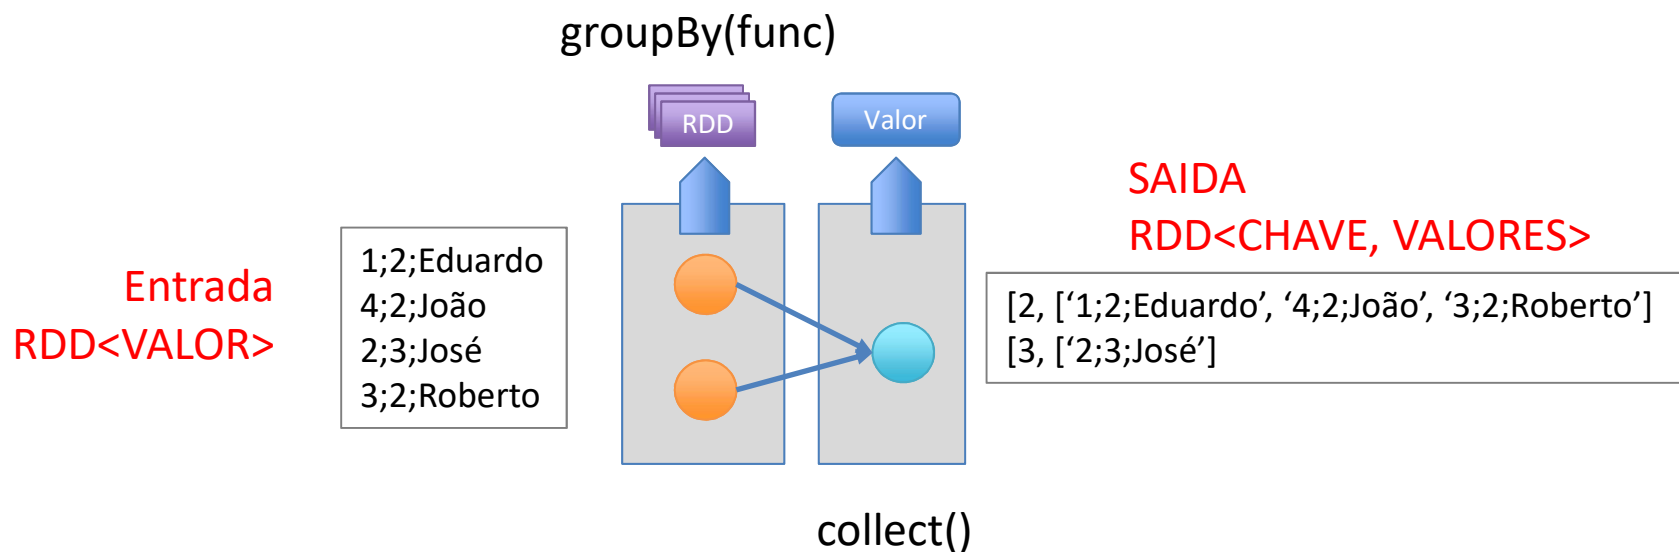 groupBy(func)
RDD
Valor
SAIDA
RDD<CHAVE, VALORES>
Entrada
RDD<VALOR>
1;2;Eduardo
4;2;João
2;3;José
3;2;Roberto
[2, [‘1;2;Eduardo’, ‘4;2;João’, ‘3;2;Roberto’]
[3, [‘2;3;José’]
collect()